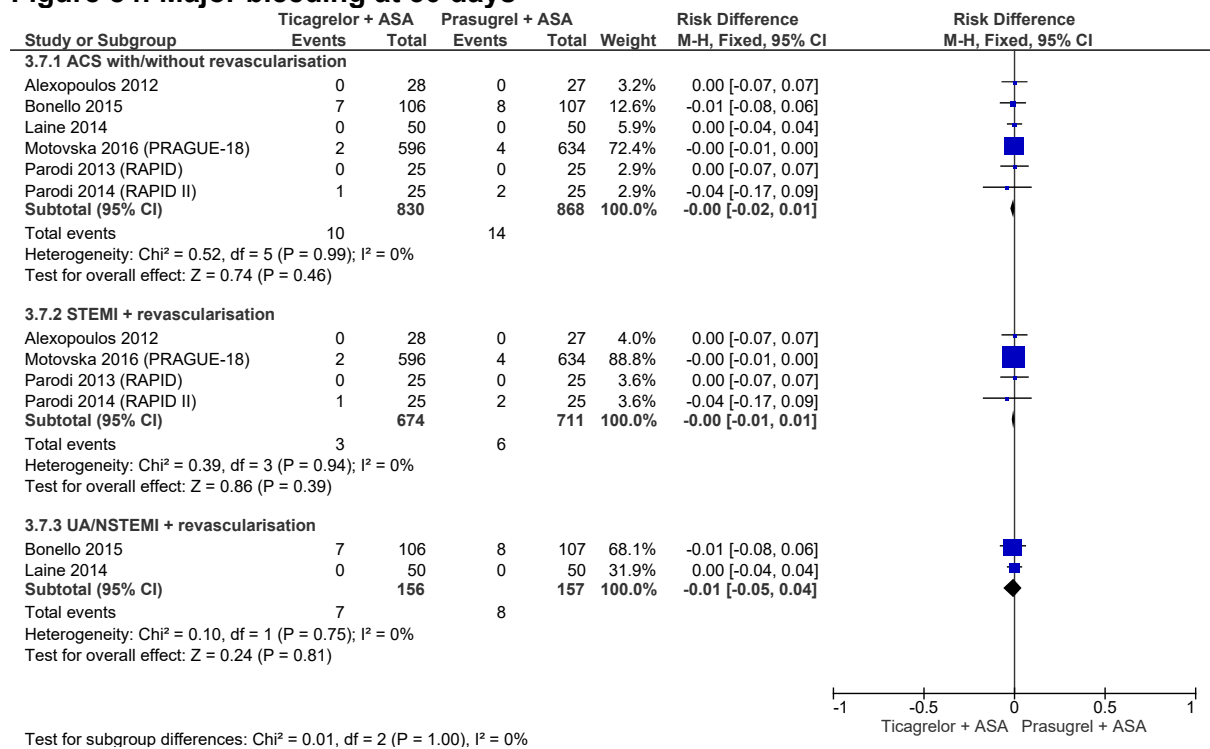 Ticagrelor + ASA Prasugrel + ASA Risk Difference Risk Difference
Study or Subgroup Events Total Events Total Weight M-H, Fixed, 95% CI M-H, Fixed, 95% CI
3.7.1 ACS with/without revascularisation
Alexopoulos 2012 0 28 0 27 3.2% 0.00 [-0.07, 0.07]
Bonello 2015 7 106 8 107 12.6% -0.01 [-0.08, 0.06]
Laine 2014 0 50 0 50 5.9% 0.00 [-0.04, 0.04]
Motovska 2016 (PRAGUE-18) 2 596 4 634 72.4% -0.00 [-0.01, 0.00]
Parodi 2013 (RAPID) 0 25 0 25 2.9% 0.00 [-0.07, 0.07]
Parodi 2014 (RAPID II) 1 25 2 25 2.9% -0.04 [-0.17, 0.09]
Subtotal (95% CI) 830 868 100.0% -0.00 [-0.02, 0.01]
Total events 10 14
Heterogeneity: Chi² = 0.52, df = 5 (P = 0.99); I² = 0%
Test for overall effect: Z = 0.74 (P = 0.46)
3.7.2 STEMI + revascularisation
Alexopoulos 2012 0 28 0 27 4.0% 0.00 [-0.07, 0.07]
Motovska 2016 (PRAGUE-18) 2 596 4 634 88.8% -0.00 [-0.01, 0.00]
Parodi 2013 (RAPID) 0 25 0 25 3.6% 0.00 [-0.07, 0.07]
Parodi 2014 (RAPID II) 1 25 2 25 3.6% -0.04 [-0.17, 0.09]
Subtotal (95% CI) 674 711 100.0% -0.00 [-0.01, 0.01]
Total events 3 6
Heterogeneity: Chi² = 0.39, df = 3 (P = 0.94); I² = 0%
Test for overall effect: Z = 0.86 (P = 0.39)
3.7.3 UA/NSTEMI + revascularisation
Bonello 2015 7 106 8 107 68.1% -0.01 [-0.08, 0.06]
Laine 2014 0 50 0 50 31.9% 0.00 [-0.04, 0.04]
Subtotal (95% CI) 156 157 100.0% -0.01 [-0.05, 0.04]
Total events 7 8
Heterogeneity: Chi² = 0.10, df = 1 (P = 0.75); I² = 0%
Test for overall effect: Z = 0.24 (P = 0.81)
-1 -0.5 0 0.5 1
Ticagrelor + ASA Prasugrel + ASA
Test for subgroup differences: Chi² = 0.01, df = 2 (P = 1.00), I² = 0%